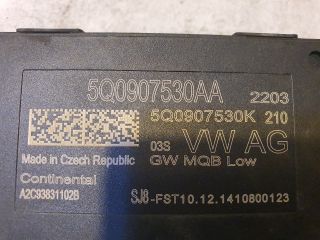 5Q0907530AA 2203
5Q0907530K 210
03S VW AG
Made in Czech Republic GW MQB Low
Continental
A2C93831102B SJ6-FST10.12.1410800123